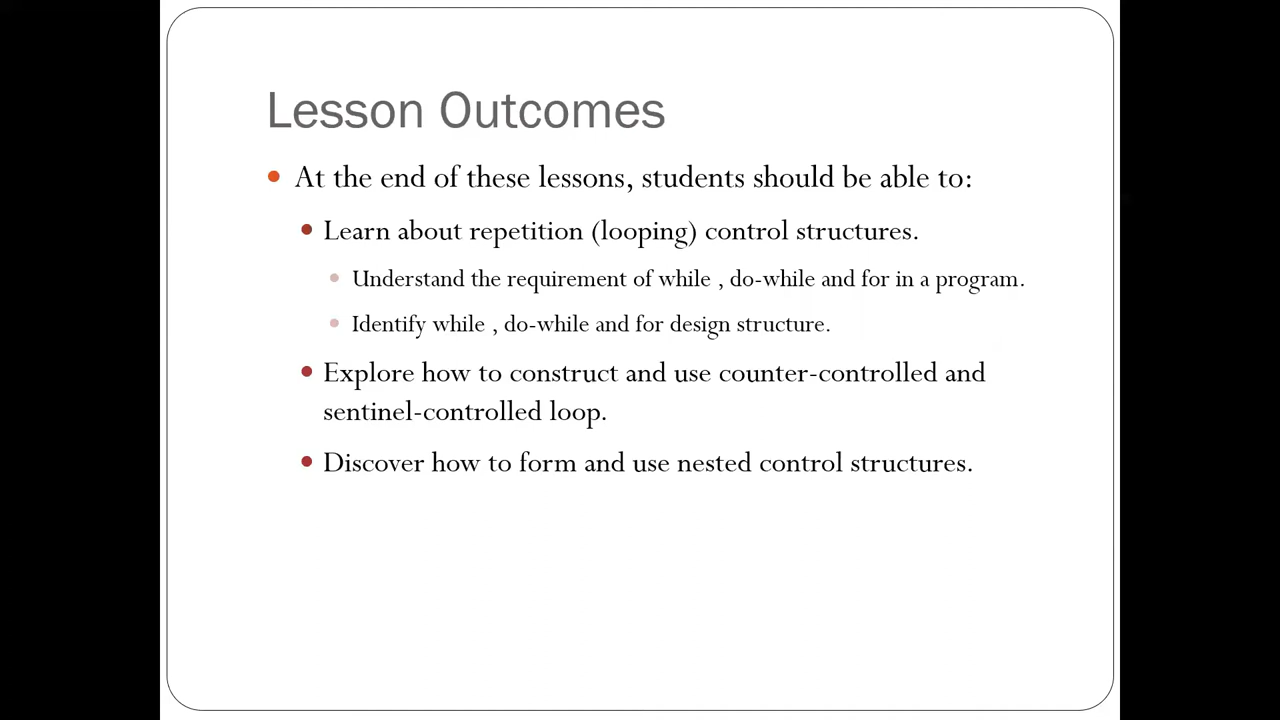 Lesson Outcomes
At the end of these lessons, students should be able to:
Learn about repetition (looping) control structures.
Understand the requirement of while , do-while and for in a program.
Identify while , do-while and for design structure.
Explore how to construct and use counter-controlled and
sentinel-controlled loop.
Discover how to form and use nested control structures.